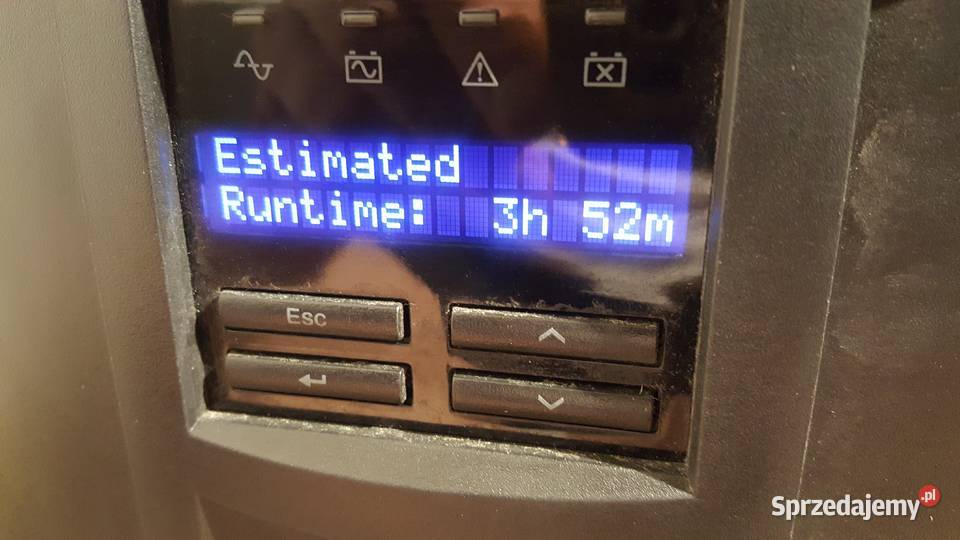 Estimated
Runtime: 3h 52m
Esc
Sprzedajemy.pl